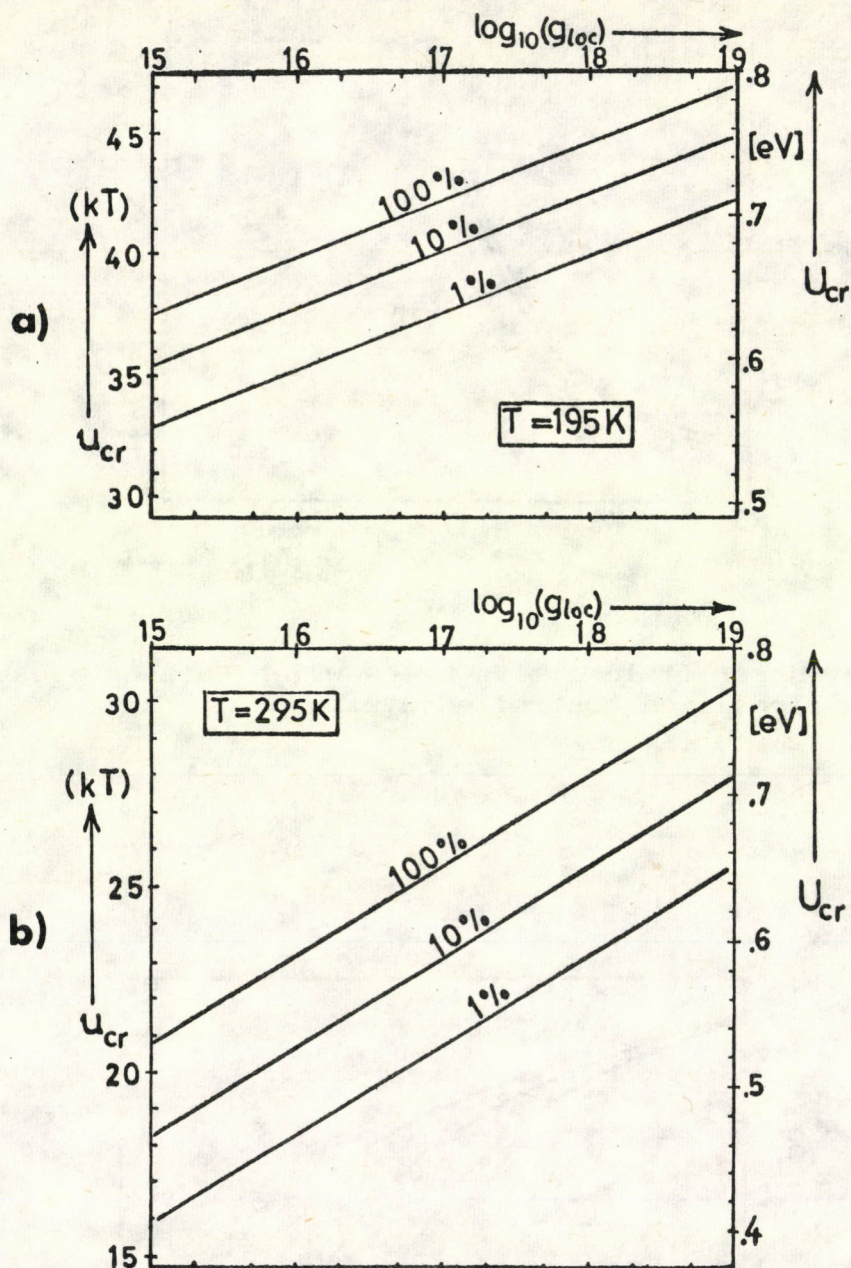 log₁₀(gloc)
15 16 17 18 19
.8
45
[eV]
100%
(kT)
.7
10%
40
1%
Ucr
a)
.6
35
T=195K
ucr
30
.5
log₁₀(gloc)
15 16 17 18 19
.8
30
T=295K
[eV]
(kT)
.7
100%
25
Ucr
b)
10%
.6
1%
ucr
20
.5
.4
15